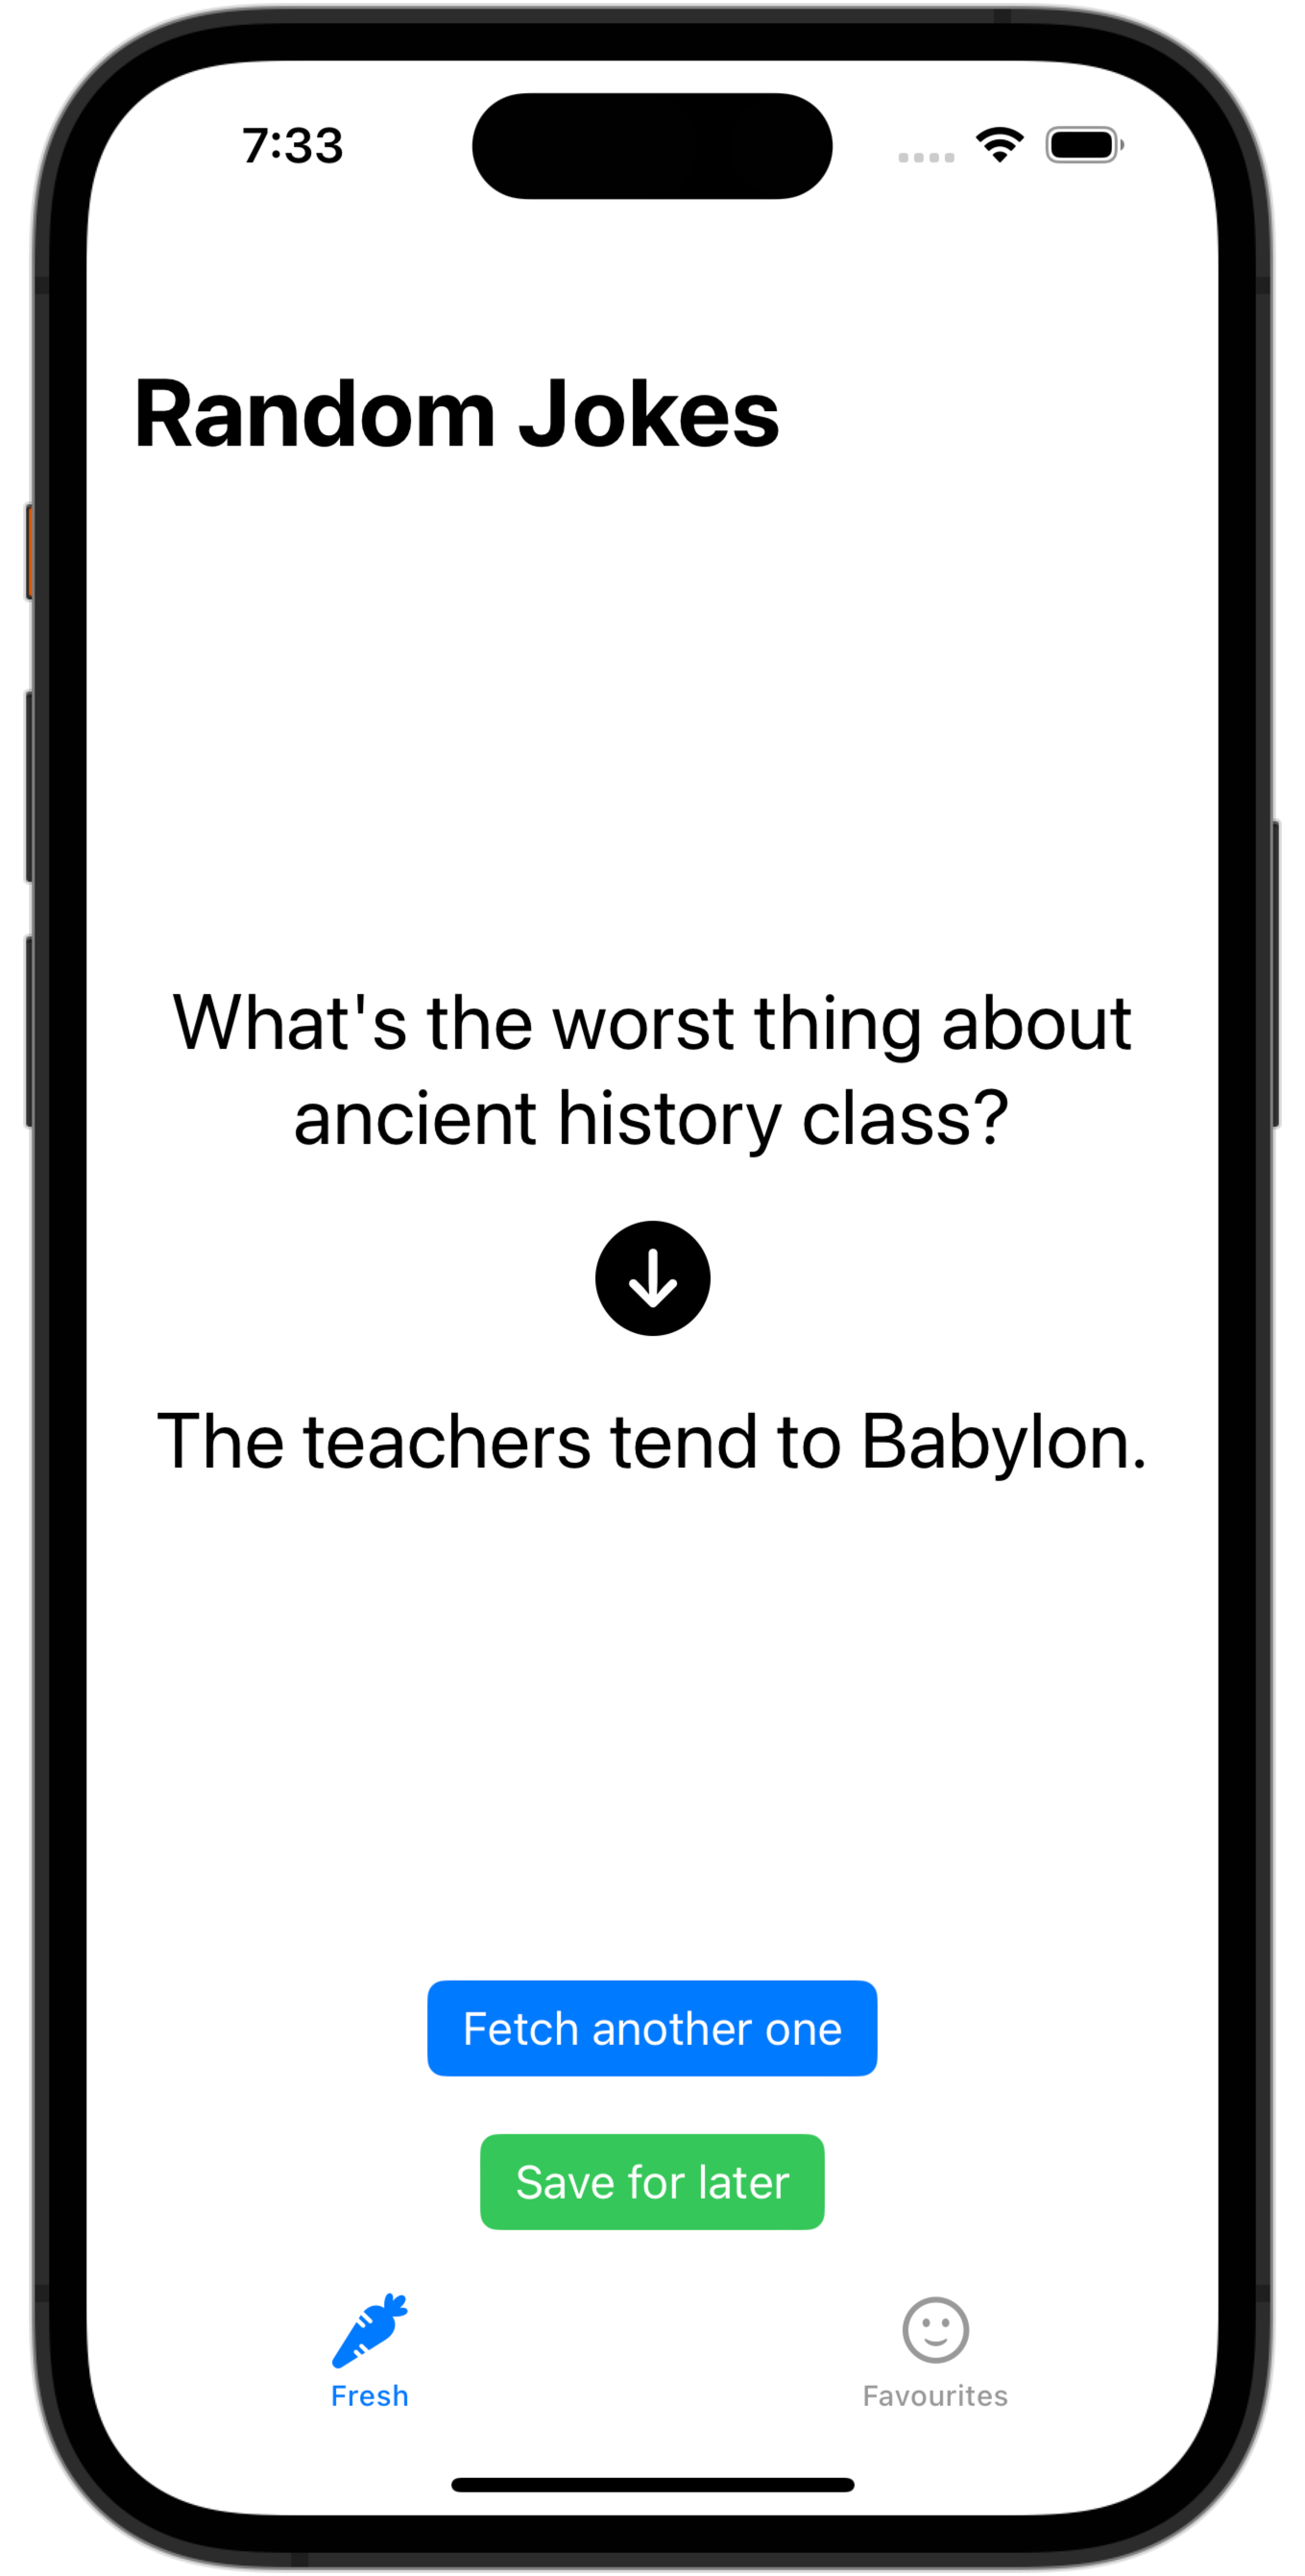 7:33
Random Jokes
What's the worst thing about
ancient history class?
The teachers tend to Babylon.
Fetch another one
Save for later
Fresh
Favourites